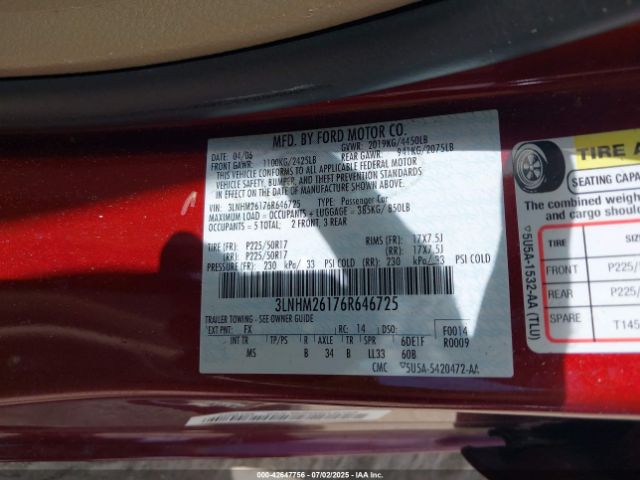 MFD. BY FORD MOTOR CO.
DATE: 04/06 GVWR: 2019KG/4450LB
FRONT GAWR: 1100KG/2425LB REAR GAWR: 941KG/2075LB
THIS VEHICLE CONFORMS TO ALL APPLICABLE FEDERAL MOTOR
VEHICLE SAFETY, BUMPER, AND THEFT PREVENTION STANDARDS
IN EFFECT ON THE DATE OF MANUFACTURE SHOWN ABOVE.
VIN: 3LNHM26176R646725 TYPE: Passenger Car
MAXIMUM LOAD = OCCUPANTS + LUGGAGE = 385KG/850LB
OCCUPANTS = 5 TOTAL: 2 FRONT, 3 REAR
TIRE (FR): P225/50R17 RIMS (FR): 17X7.5J
(RR): P225/50R17 (RR): 17X7.5J
PRESSURE (FR): 230 kPa/ 33 PSI COLD (RR): 230 kPa/ 33 PSI COLD
3LNHM26176R646725
TRAILER TOWING - SEE OWNER GUIDE
EXT PNT: FX RC: 14 DSO: F0014
INT TR TP/PS R AXLE TR SPR 6DE1F R0009
MS B 34 B LL33 60B
CMC 5U5A-5420472-AA
TIRE A
SEATING CAPACITY
The combined weigh
and cargo should
5U5A-1532-AA (TLU)
TIRE SIZ
FRONT P225/
REAR P225/
SPARE T145
000-42647756 - 07/02/2025 - IAA Inc.